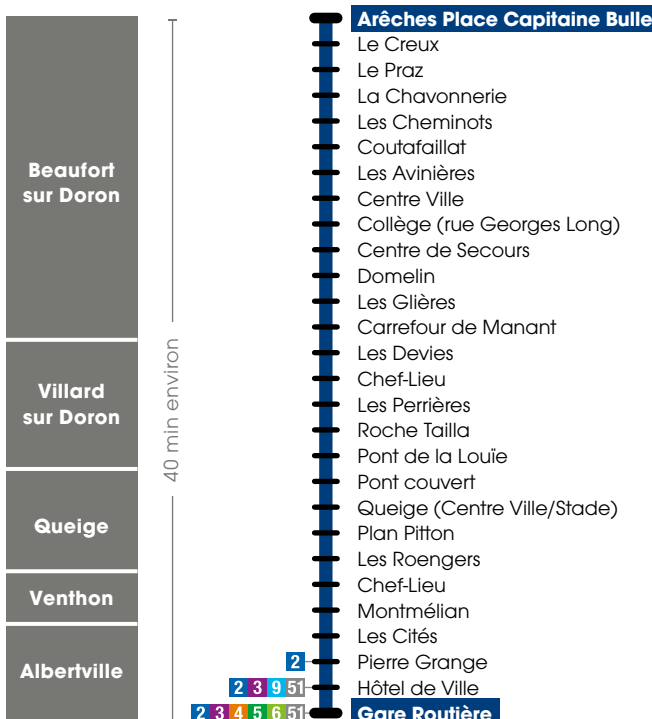 Arêches Place Capitaine Bulle
Le Creux
Le Praz
La Chavonnerie
Les Cheminots
Coutafaillat
Les Avinières
Centre Ville
Collège (rue Georges Long)
Centre de Secours
Domelin
Les Glières
Carrefour de Manant
Les Devies
Chef-Lieu
Les Perrières
Roche Tailla
Pont de la Louïe
Pont couvert
Queige (Centre Ville/Stade)
Plan Pitton
Les Roengers
Chef-Lieu
Montmélian
Les Cités
2 Pierre Grange
2 3 9 51 Hôtel de Ville
2 3 4 5 6 51 Gare Routière
Beaufort
sur Doron
Villard
sur Doron
Queige
Venthon
Albertville
40 min environ